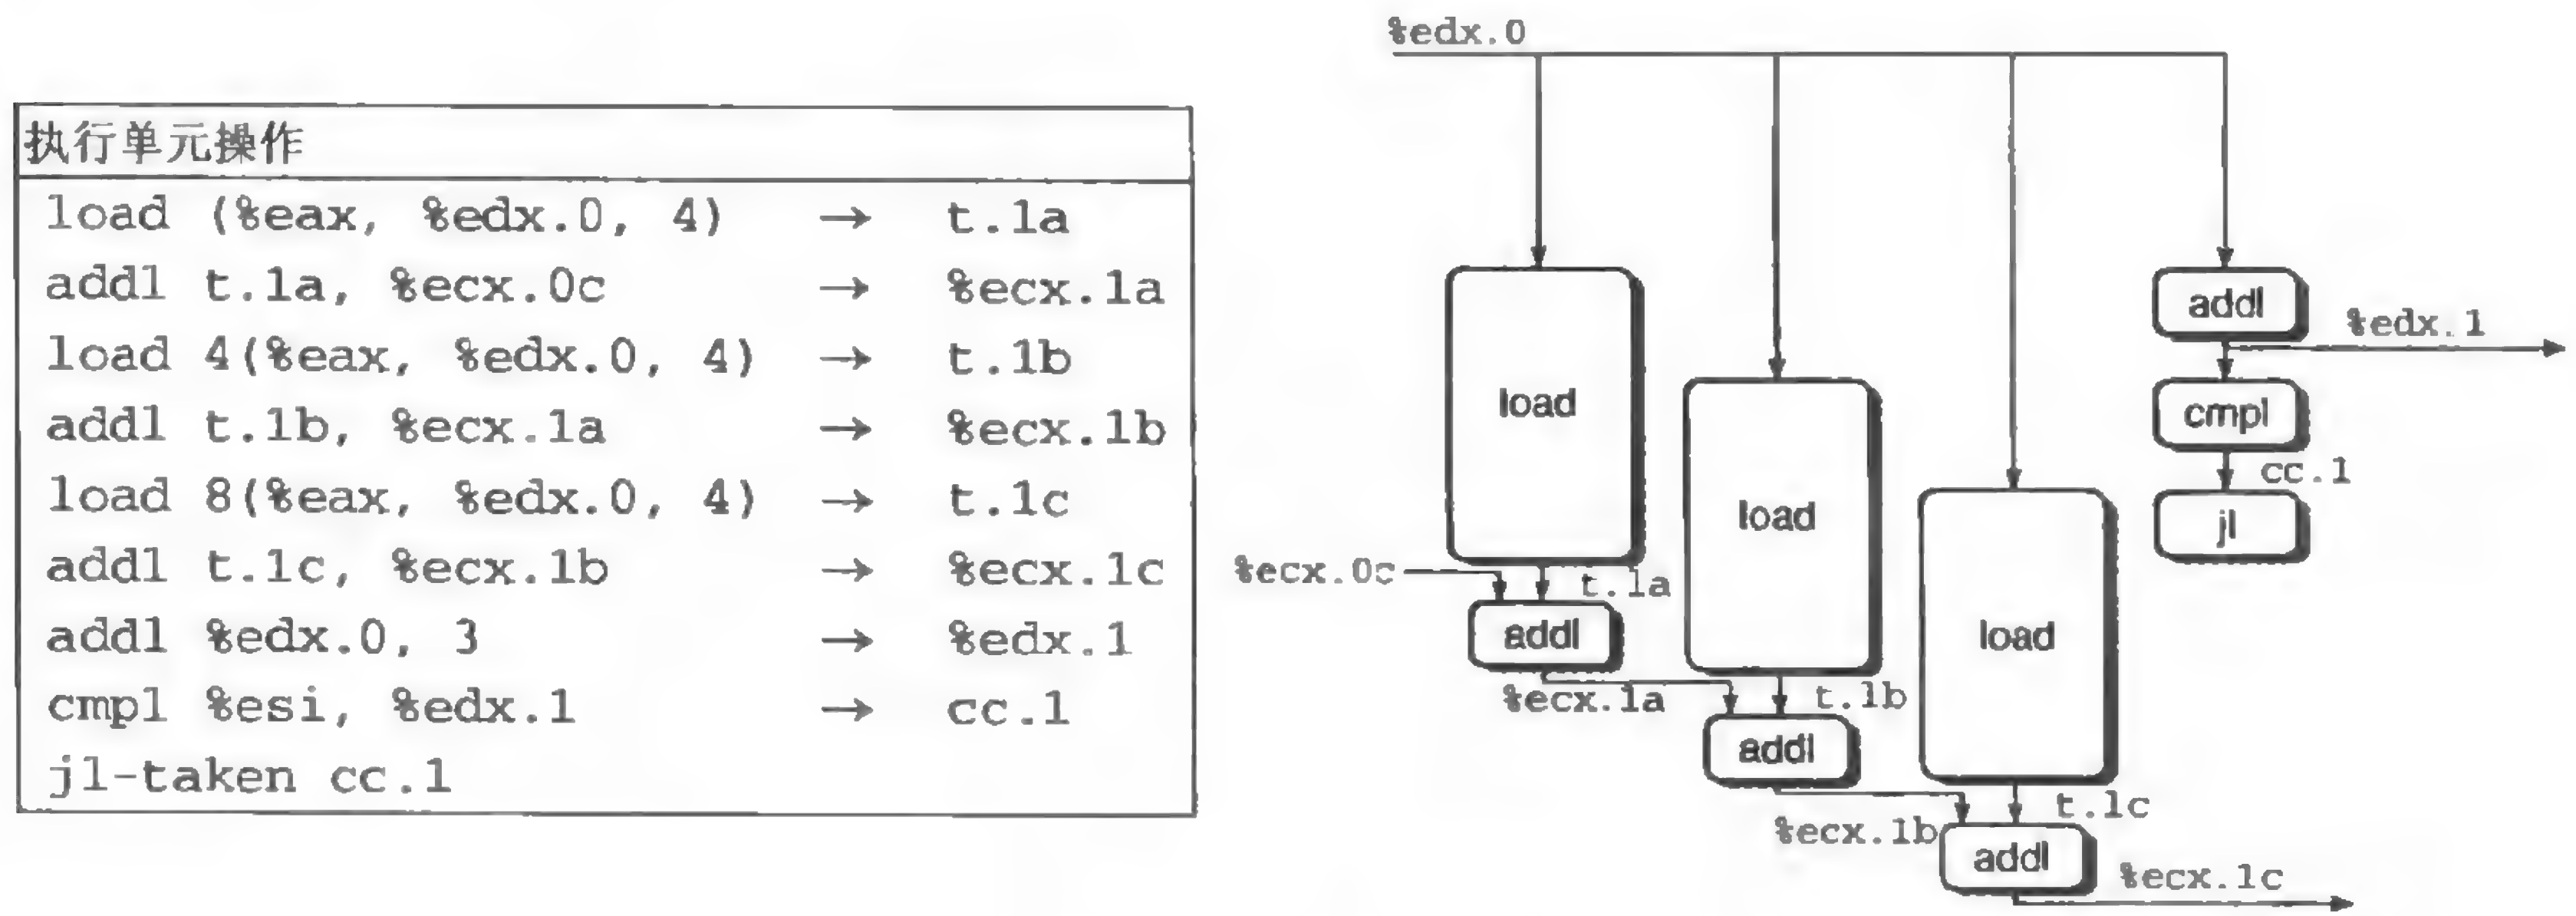 执行单元操作
load (%eax, %edx.0, 4) → t.1a
addl t.1a, %ecx.0c → %ecx.1a
load 4(%eax, %edx.0, 4) → t.1b
addl t.1b, %ecx.1a → %ecx.1b
load 8(%eax, %edx.0, 4) → t.1c
addl t.1c, %ecx.1b → %ecx.1c
addl %edx.0, 3 → %edx.1
cmpl %esi, %edx.1 → cc.1
jl-taken cc.1
%edx.0
addl
%edx.1
load
cmpl
cc.1
load
jl
%ecx.0c
t.1a
addl
load
%ecx.1a
t.1b
addl
t.1c
%ecx.1b
addl
%ecx.1c